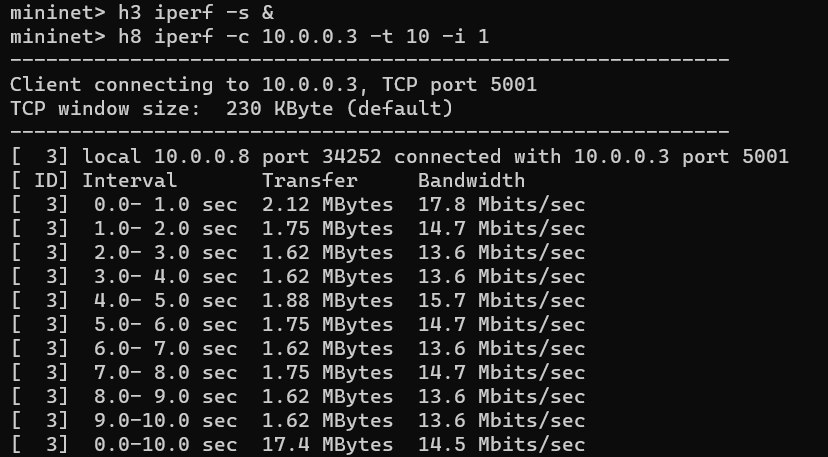 mininet> h3 iperf -s &
mininet> h8 iperf -c 10.0.0.3 -t 10 -i 1
------------------------------------------------------------
Client connecting to 10.0.0.3, TCP port 5001
TCP window size:  230 KByte (default)
------------------------------------------------------------
[  3] local 10.0.0.8 port 34252 connected with 10.0.0.3 port 5001
[ ID] Interval       Transfer     Bandwidth
[  3]  0.0- 1.0 sec  2.12 MBytes  17.8 Mbits/sec
[  3]  1.0- 2.0 sec  1.75 MBytes  14.7 Mbits/sec
[  3]  2.0- 3.0 sec  1.62 MBytes  13.6 Mbits/sec
[  3]  3.0- 4.0 sec  1.62 MBytes  13.6 Mbits/sec
[  3]  4.0- 5.0 sec  1.88 MBytes  15.7 Mbits/sec
[  3]  5.0- 6.0 sec  1.75 MBytes  14.7 Mbits/sec
[  3]  6.0- 7.0 sec  1.62 MBytes  13.6 Mbits/sec
[  3]  7.0- 8.0 sec  1.75 MBytes  14.7 Mbits/sec
[  3]  8.0- 9.0 sec  1.62 MBytes  13.6 Mbits/sec
[  3]  9.0-10.0 sec  1.62 MBytes  13.6 Mbits/sec
[  3]  0.0-10.0 sec  17.4 MBytes  14.5 Mbits/sec